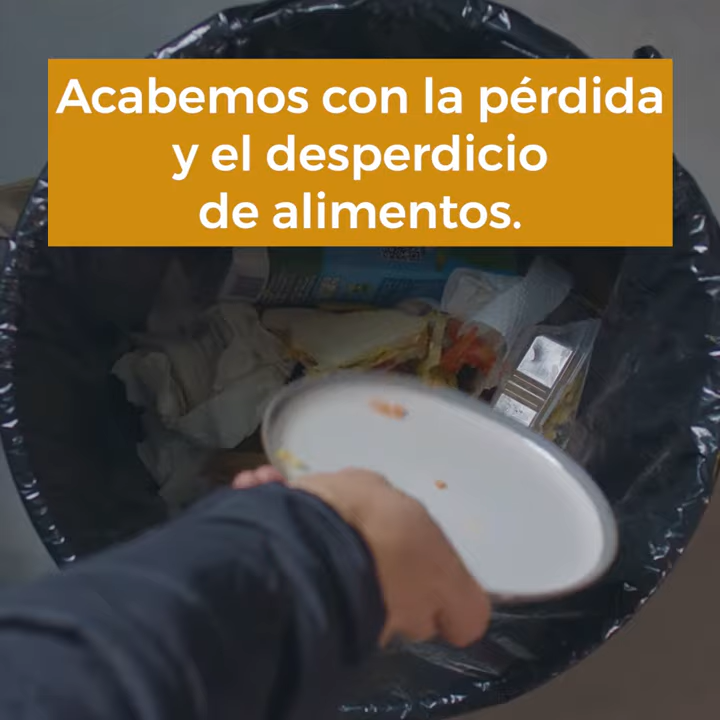 Acabemos con la pérdida
y el desperdicio
de alimentos.